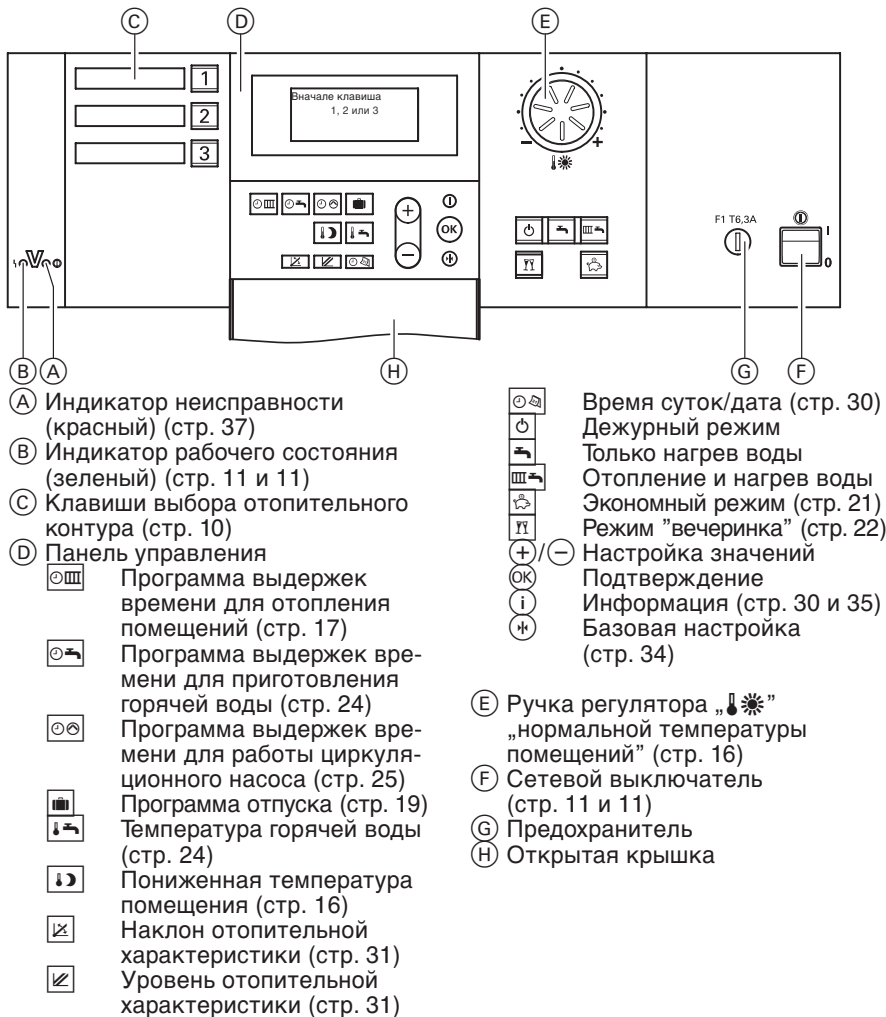 C D E
1
2
3
Вначале клавиша
1, 2 или 3
− +
+
OK
−
F1 T6,3A
I
0
B A H G F
A Индикатор неисправности
(красный) (стр. 37)
B Индикатор рабочего состояния
(зеленый) (стр. 11 и 11)
C Клавиши выбора отопительного
контура (стр. 10)
D Панель управления
Программа выдержек
времени для отопления
помещений (стр. 17)
Программа выдержек вре-
мени для приготовления
горячей воды (стр. 24)
Программа выдержек вре-
мени для работы циркуля-
ционного насоса (стр. 25)
Программа отпуска (стр. 19)
Температура горячей воды
(стр. 24)
Пониженная температура
помещения (стр. 16)
Наклон отопительной
характеристики (стр. 31)
Уровень отопительной
характеристики (стр. 31)
Время суток/дата (стр. 30)
Дежурный режим
Только нагрев воды
Отопление и нагрев воды
Экономный режим (стр. 21)
Режим ”вечеринка” (стр. 22)
+/− Настройка значений
OK Подтверждение
i Информация (стр. 30 и 35)
Базовая настройка
(стр. 34)
E Ручка регулятора „ ”
„нормальной температуры
помещений” (стр. 16)
F Сетевой выключатель
(стр. 11 и 11)
G Предохранитель
H Открытая крышка